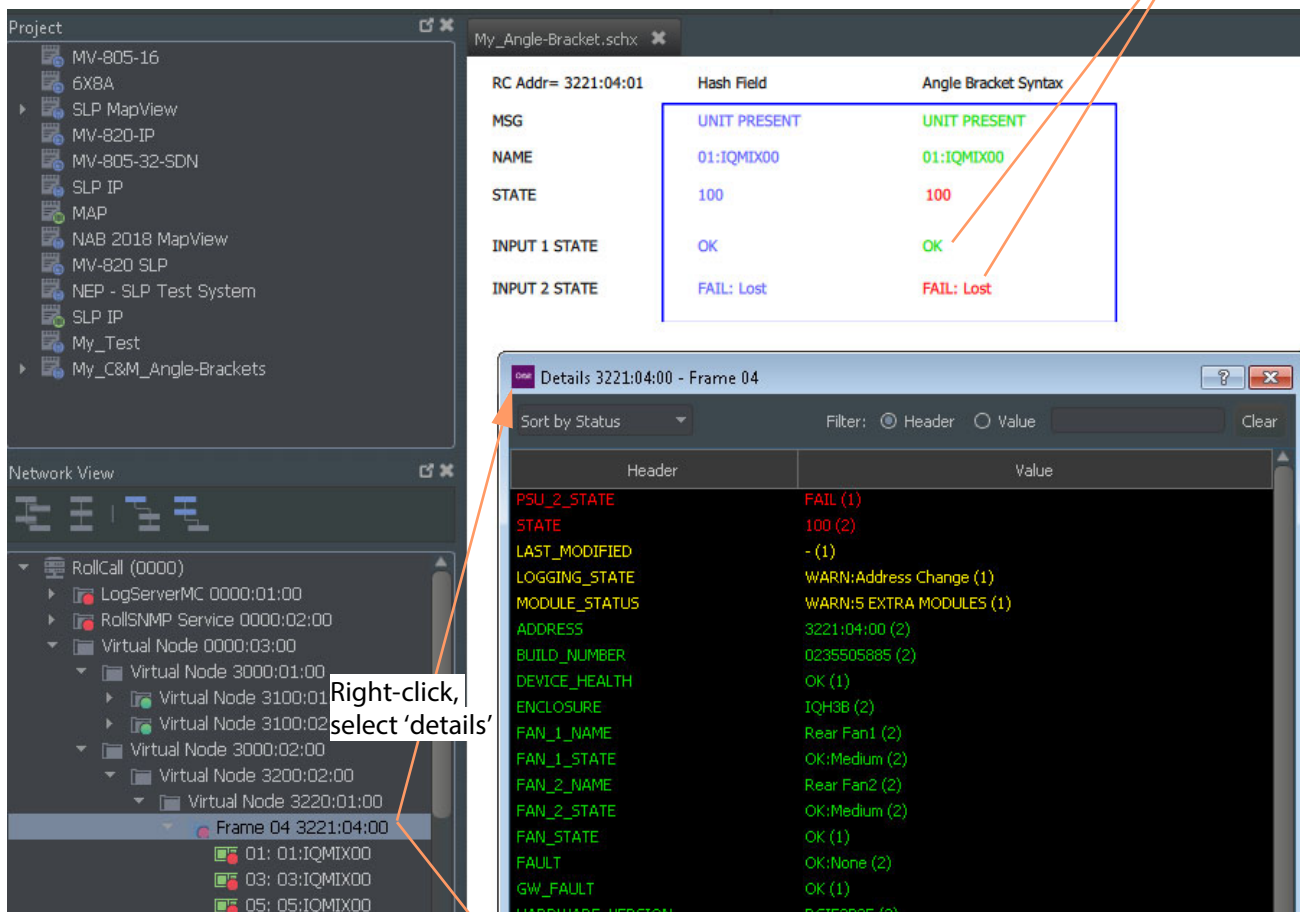 Project
MV-805-16
6X8A
SLP MapView
MV-820-IP
MV-805-32-SDN
SLP IP
MAP
NAB 2018 MapView
MV-820 SLP
NEP - SLP Test System
SLP IP
My_Test
My_C&M_Angle-Brackets
My_Angle-Bracket.schx
RC Addr= 3221:04:01 Hash Field Angle Bracket Syntax
MSG UNIT PRESENT UNIT PRESENT
NAME 01:IQMIX00 01:IQMIX00
STATE 100 100
INPUT 1 STATE OK OK
INPUT 2 STATE FAIL: Lost FAIL: Lost
Network View
RollCall (0000)
LogServerMC 0000:01:00
RollSNMP Service 0000:02:00
Virtual Node 0000:03:00
Virtual Node 3000:01:00
Virtual Node 3100:01
Virtual Node 3100:02
Virtual Node 3000:02:00
Virtual Node 3200:02:00
Virtual Node 3220:01:00
Frame 04 3221:04:00
01: 01:IQMIX00
03: 03:IQMIX00
05: 05:IQMIX00
Right-click,
select ‘details’
One
Details 3221:04:00 - Frame 04
Sort by Status Filter: Header Value Clear
Header Value
PSU_2_STATE FAIL (1)
STATE 100 (2)
LAST_MODIFIED - (1)
LOGGING_STATE WARN:Address Change (1)
MODULE_STATUS WARN:5 EXTRA MODULES (1)
ADDRESS 3221:04:00 (2)
BUILD_NUMBER 0235505885 (2)
DEVICE_HEALTH OK (1)
ENCLOSURE IQH3B (2)
FAN_1_NAME Rear Fan1 (2)
FAN_1_STATE OK:Medium (2)
FAN_2_NAME Rear Fan2 (2)
FAN_2_STATE OK:Medium (2)
FAN_STATE OK (1)
FAULT OK:None (2)
GW_FAULT OK (1)
HARDWARE_VERSION